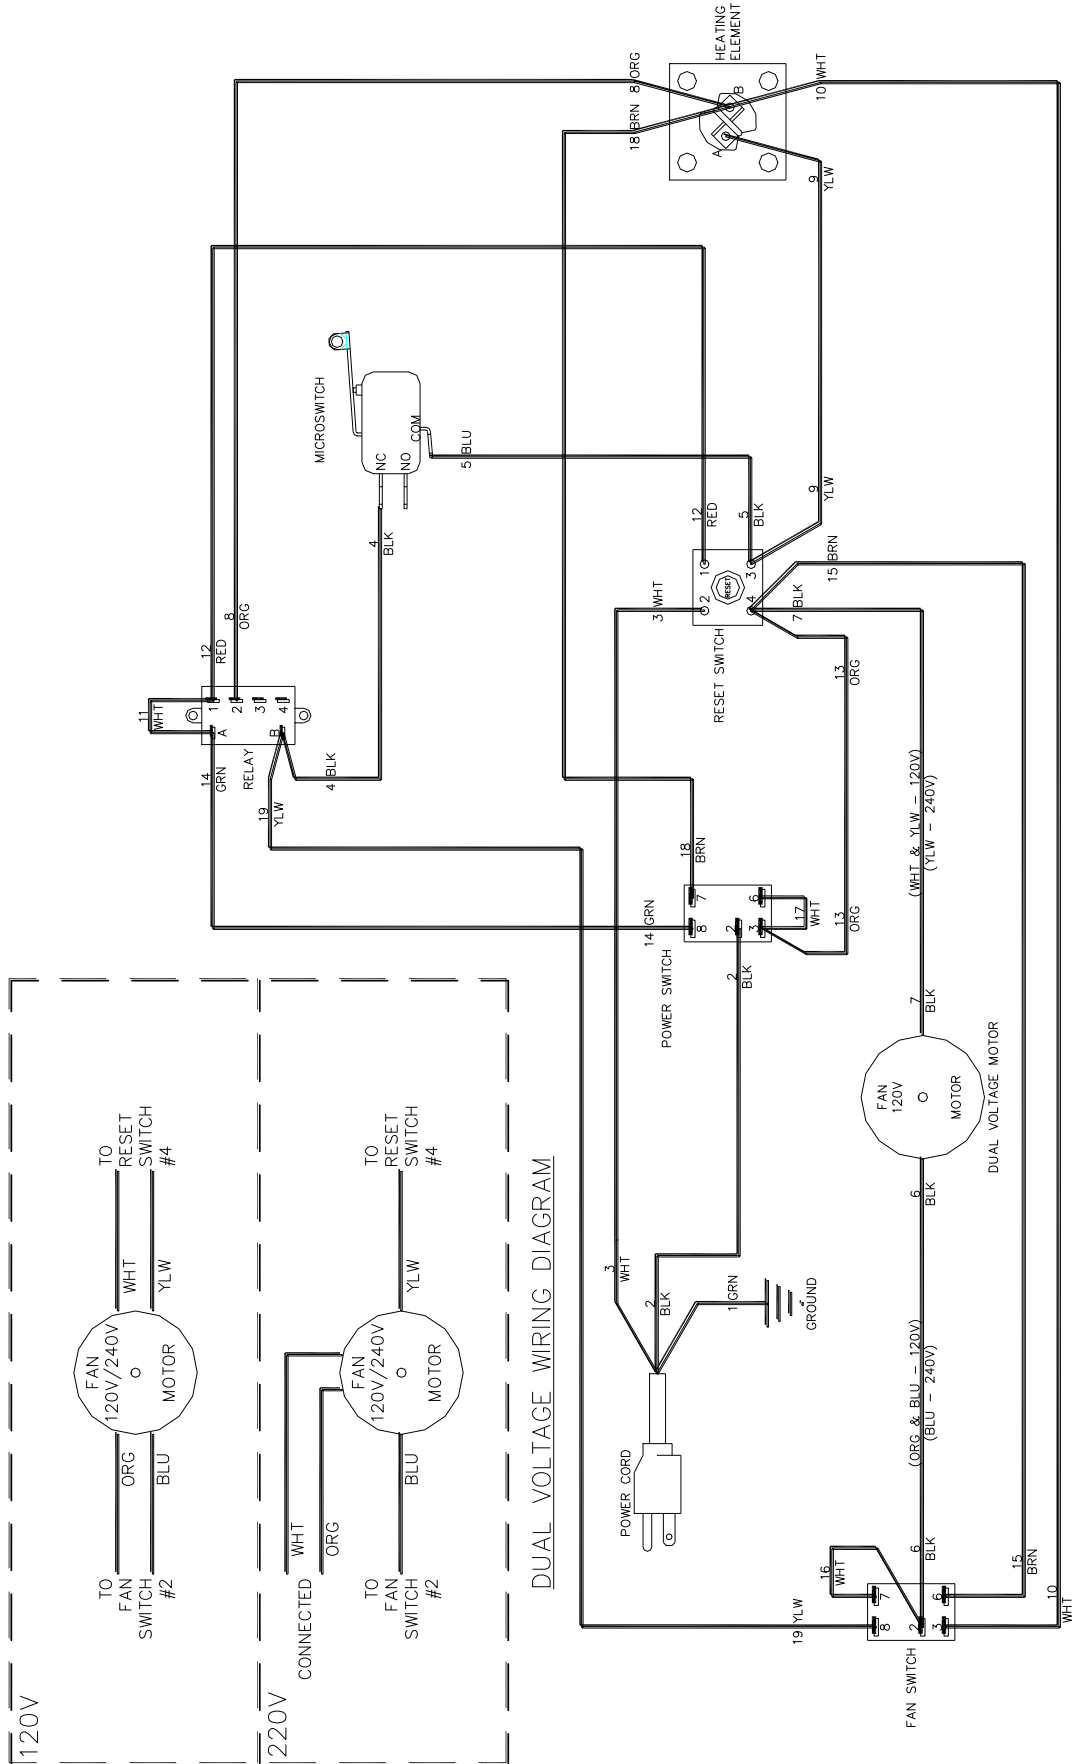 120V
TO
FAN
SWITCH
#2
ORG
BLU
FAN
120V/240V
MOTOR
WHT
YLW
TO
RESET
SWITCH
#4
220V
CONNECTED
WHT
ORG
TO
FAN
SWITCH
#2
BLU
FAN
120V/240V
MOTOR
YLW
TO
RESET
SWITCH
#4
DUAL VOLTAGE WIRING DIAGRAM
11
WHT
14
GRN
12
RED
8
ORG
A
B
1
2
3
4
RELAY
19
YLW
4 BLK
4
BLK
MICROSWITCH
NC
NO
COM
5 BLU
18 BRN
8 ORG
HEATING
ELEMENT
A
B
10 WHT
9
YLW
9
YLW
12
RED
5
BLK
3 WHT
1
2
3
4
RESET
RESET SWITCH
15 BRN
7 BLK
13
ORG
18
BRN
14 GRN
8
7
2
3
6
POWER SWITCH
17
WHT
13
ORG
2
BLK
3
WHT
2
BLK
1 GRN
GROUND
POWER CORD
(WHT & YLW - 120V)
(YLW - 240V)
7
BLK
FAN
120V
MOTOR
DUAL VOLTAGE MOTOR
6
BLK
(ORG & BLU - 120V)
(BLU - 240V)
6
BLK
16
WHT
19 YLW
8
7
2
3
6
FAN SWITCH
15
BRN
10
WHT